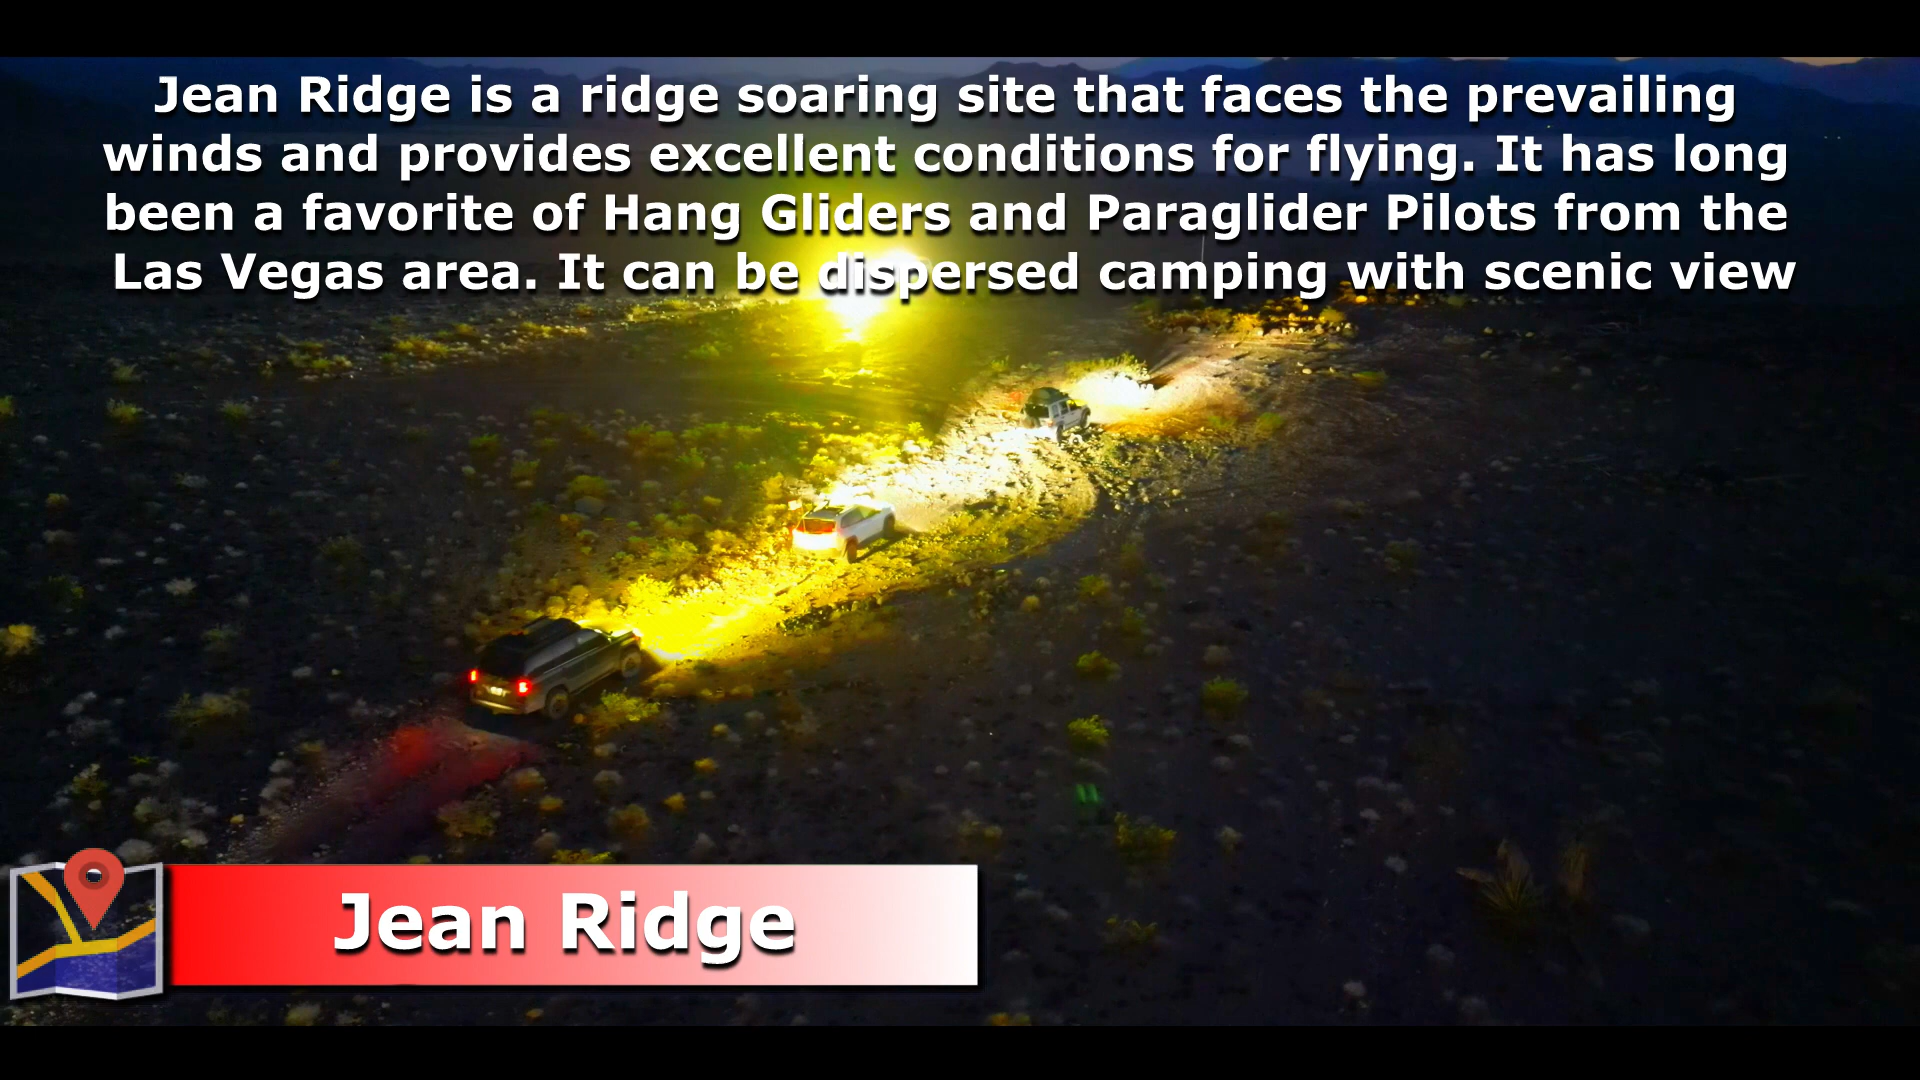 Jean Ridge is a ridge soaring site that faces the prevailing
winds and provides excellent conditions for flying. It has long
been a favorite of Hang Gliders and Paraglider Pilots from the
Las Vegas area. It can be dispersed camping with scenic view
Jean Ridge